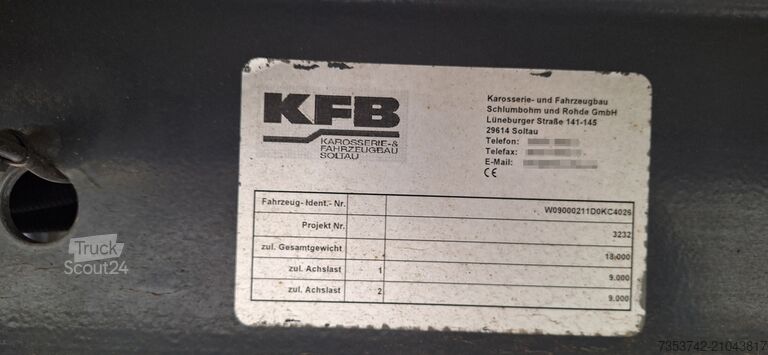 KFB
KAROSSERIE-&
FAHRZEUGBAU
SOLTAU
Karosserie- und Fahrzeugbau
Schlumbohm und Rohde GmbH
Lüneburger Straße 141-145
29614 Soltau
Telefon:
Telefax:
E-Mail:
CE
Fahrzeug- Ident.- Nr. W09000211D0KC4026
Projekt Nr. 3232
zul. Gesamtgewicht 18.000
zul. Achslast 1 9.000
zul. Achslast 2 9.000
Truck
Scout24
7353742-21043817